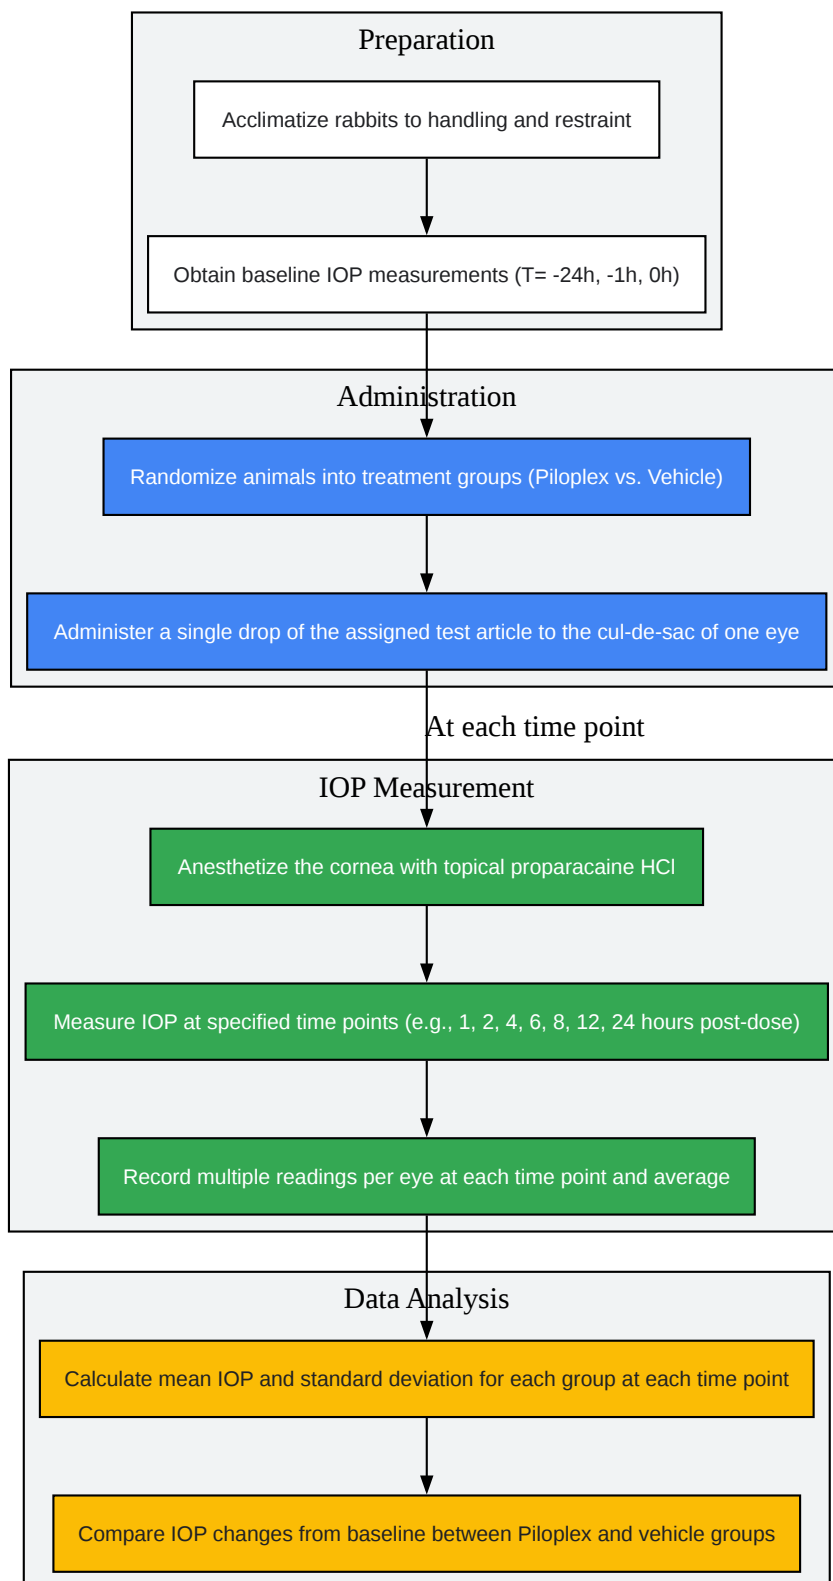 Preparation
Acclimatize rabbits to handling and restraint
Obtain baseline IOP measurements (T= -24h, -1h, 0h)
Administration
Randomize animals into treatment groups (Piloplex vs. Vehicle)
Administer a single drop of the assigned test article to the cul-de-sac of one eye
At each time point
IOP Measurement
Anesthetize the cornea with topical proparacaine HCl
Measure IOP at specified time points (e.g., 1, 2, 4, 6, 8, 12, 24 hours post-dose)
Record multiple readings per eye at each time point and average
Data Analysis
Calculate mean IOP and standard deviation for each group at each time point
Compare IOP changes from baseline between Piloplex and vehicle groups